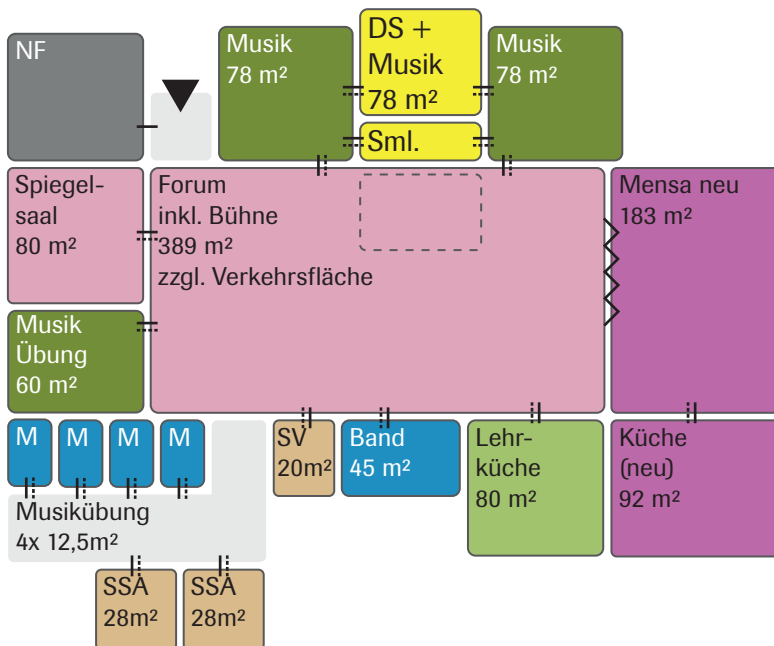 NF
Musik
78 m²
DS +
Musik
78 m²
Musik
78 m²
Sml.
Spiegel-
saal
80 m²
Forum
inkl. Bühne
389 m²
zzgl. Verkehrsfläche
Mensa neu
183 m²
Musik
Übung
60 m²
M
M
M
M
SV
20m²
Band
45 m²
Lehr-
küche
80 m²
Küche
(neu)
92 m²
Musikübung
4x 12,5m²
SSA
28m²
SSA
28m²